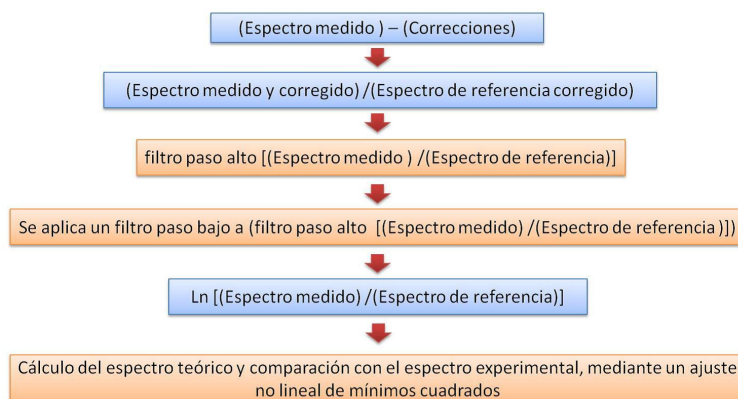 (Espectro medido ) – (Correcciones)
(Espectro medido y corregido) /(Espectro de referencia corregido)
filtro paso alto [(Espectro medido ) /(Espectro de referencia)]
Se aplica un filtro paso bajo a (filtro paso alto [(Espectro medido) /(Espectro de referencia )])
Ln [(Espectro medido) /(Espectro de referencia)]
Cálculo del espectro teórico y comparación con el espectro experimental, mediante un ajuste
no lineal de mínimos cuadrados